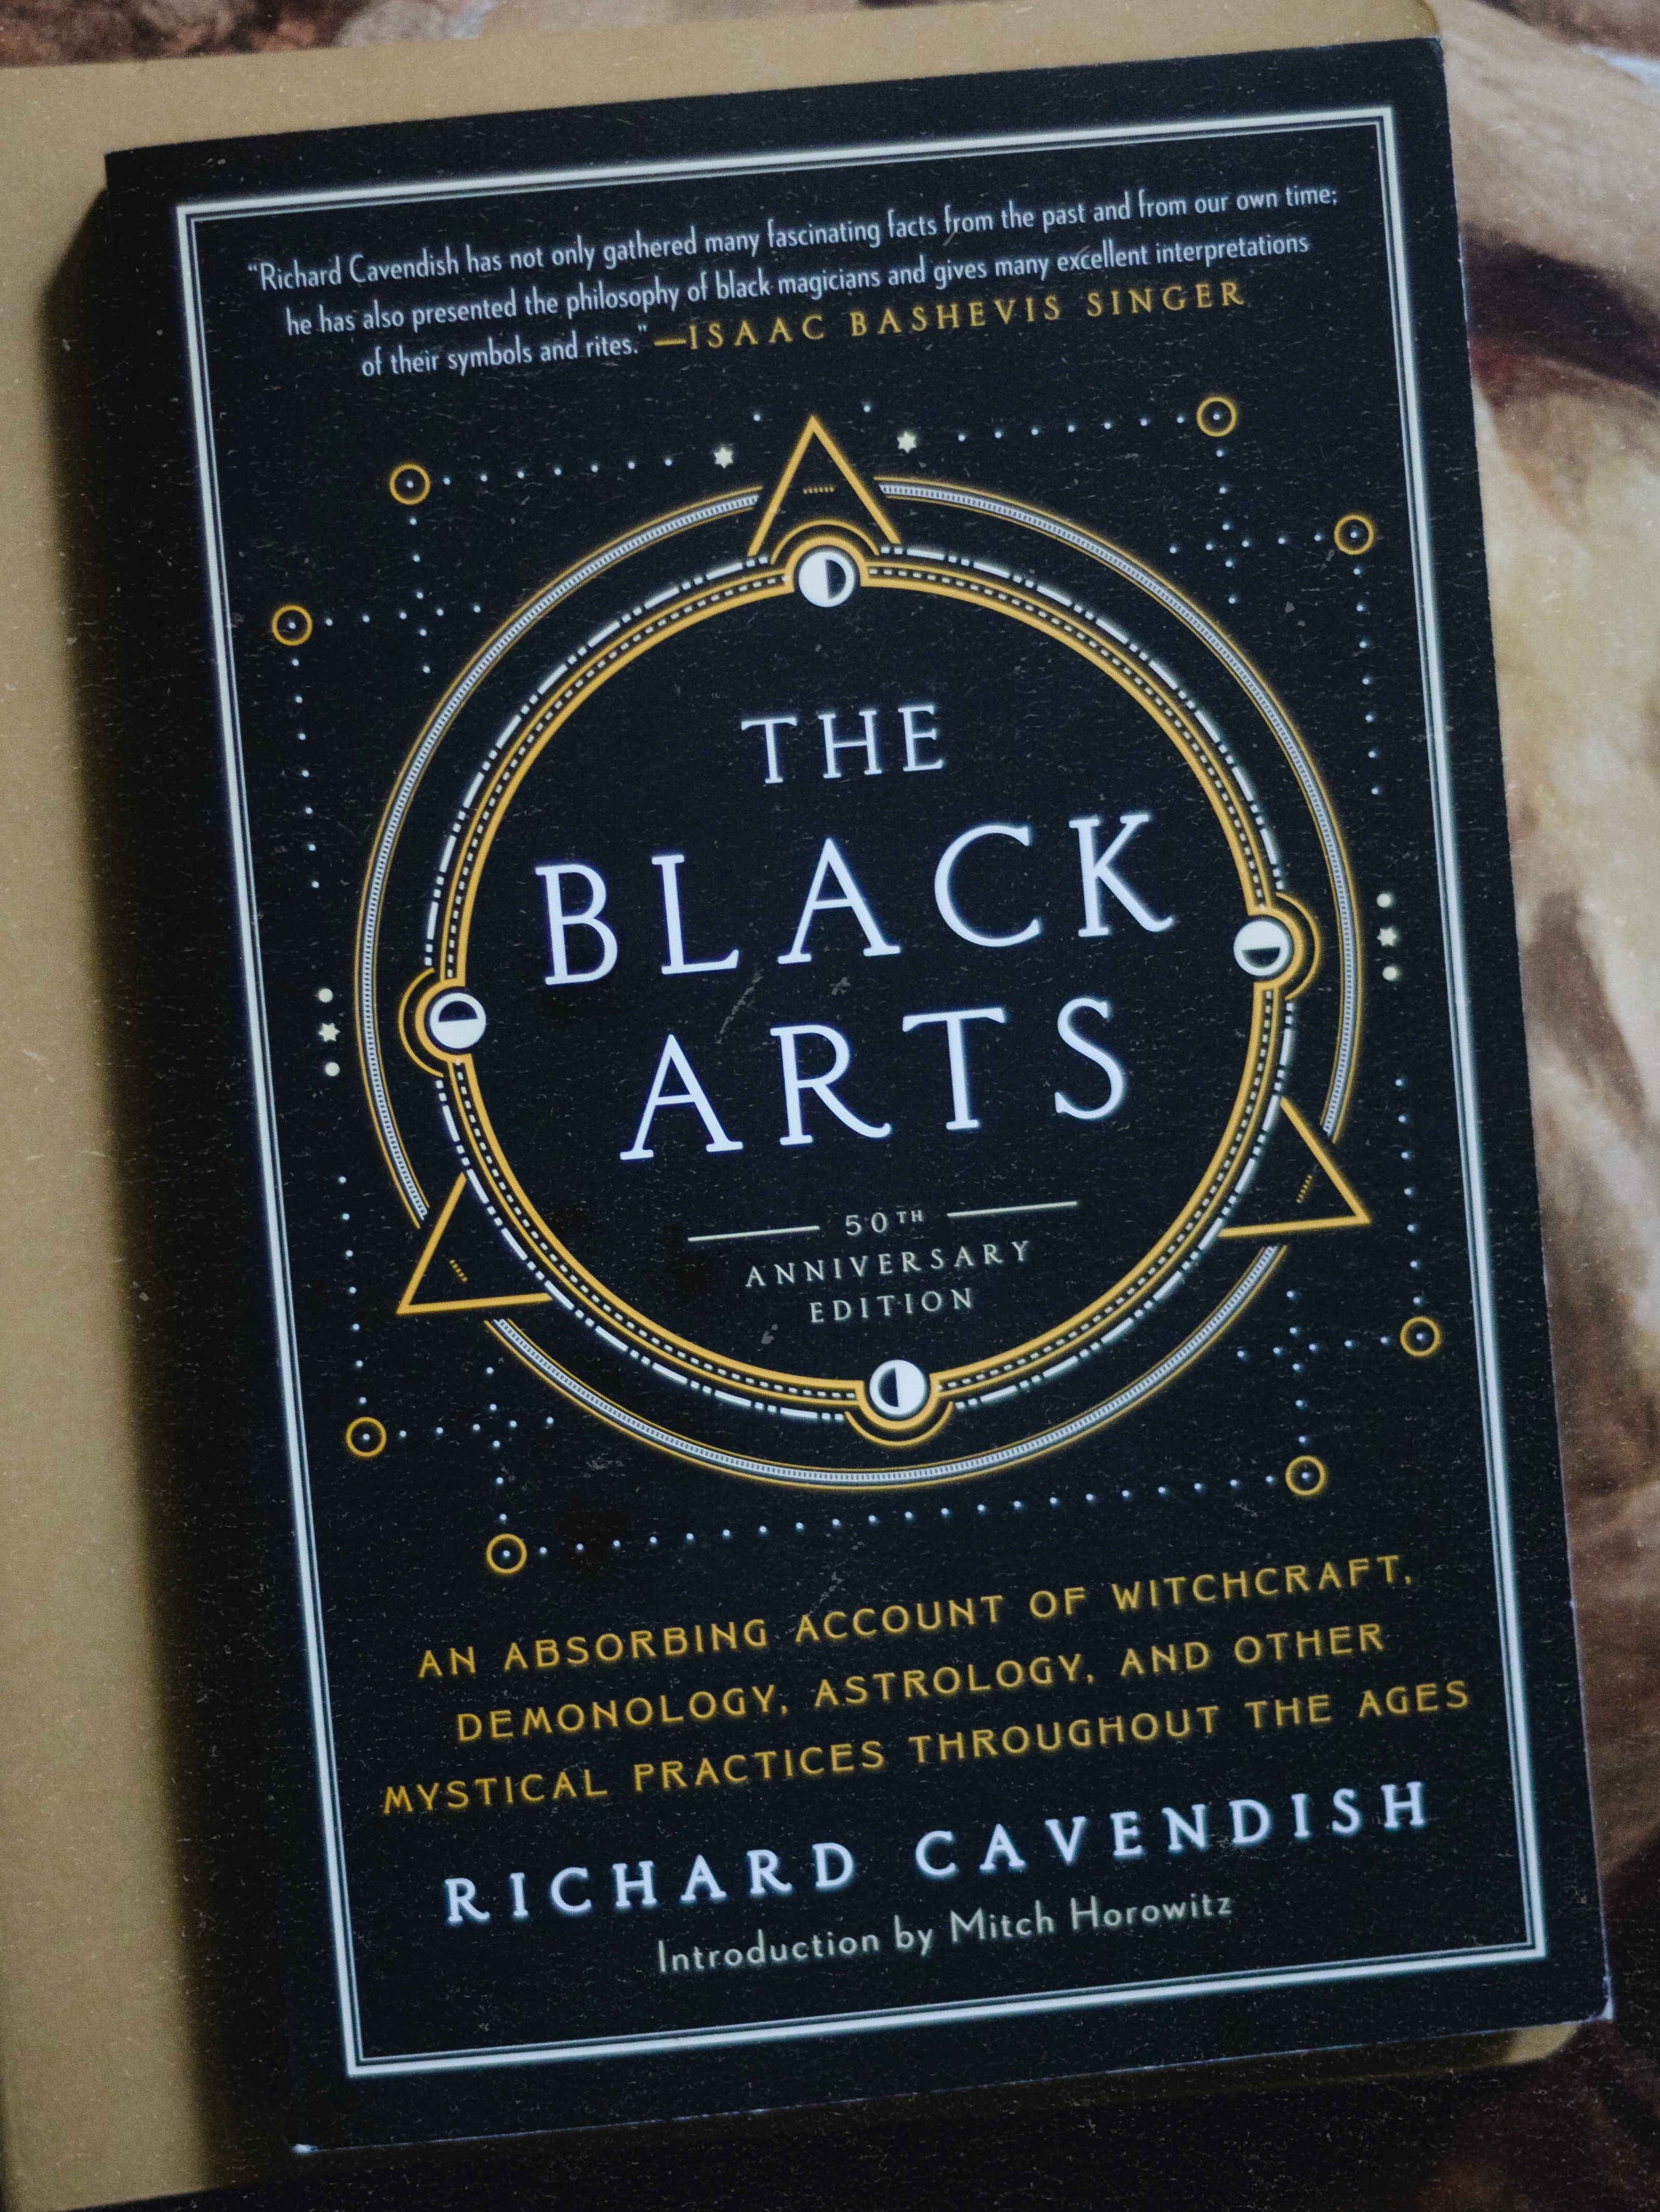 “Richard Cavendish has not only gathered many fascinating facts from the past and from our own time;
he has also presented the philosophy of black magicians and gives many excellent interpretations
of their symbols and rites.” —ISAAC BASHEVIS SINGER
THE
BLACK
ARTS
50TH
ANNIVERSARY
EDITION
AN ABSORBING ACCOUNT OF WITCHCRAFT,
DEMONOLOGY, ASTROLOGY, AND OTHER
MYSTICAL PRACTICES THROUGHOUT THE AGES
RICHARD CAVENDISH
Introduction by Mitch Horowitz